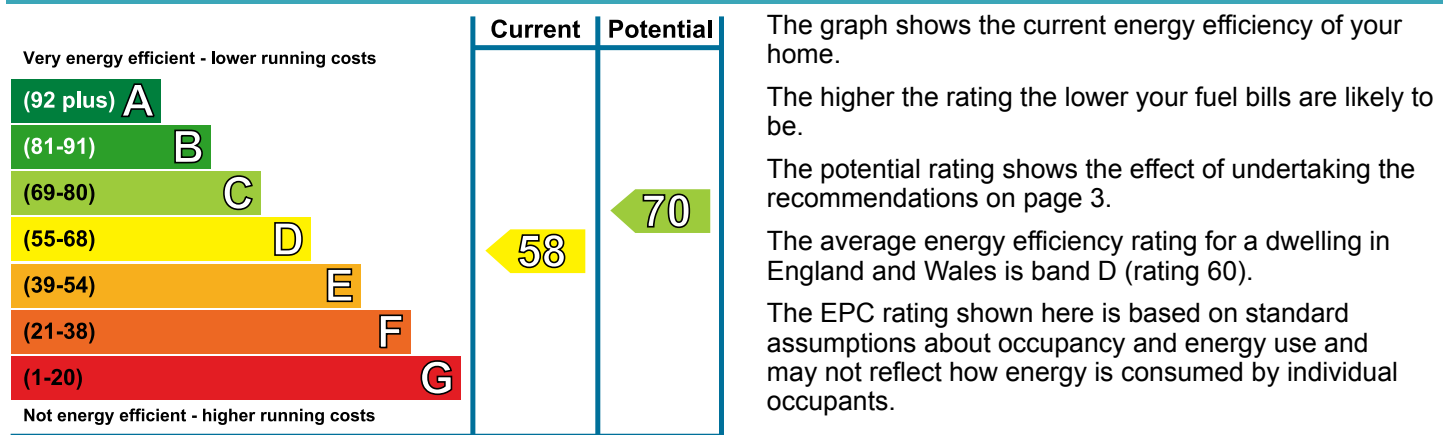 Current Potential
Very energy efficient - lower running costs
(92 plus) A
(81-91) B
(69-80) C
(55-68) D
(39-54) E
(21-38) F
(1-20) G
Not energy efficient - higher running costs
58
70
The graph shows the current energy efficiency of your
home.
The higher the rating the lower your fuel bills are likely to
be.
The potential rating shows the effect of undertaking the
recommendations on page 3.
The average energy efficiency rating for a dwelling in
England and Wales is band D (rating 60).
The EPC rating shown here is based on standard
assumptions about occupancy and energy use and
may not reflect how energy is consumed by individual
occupants.